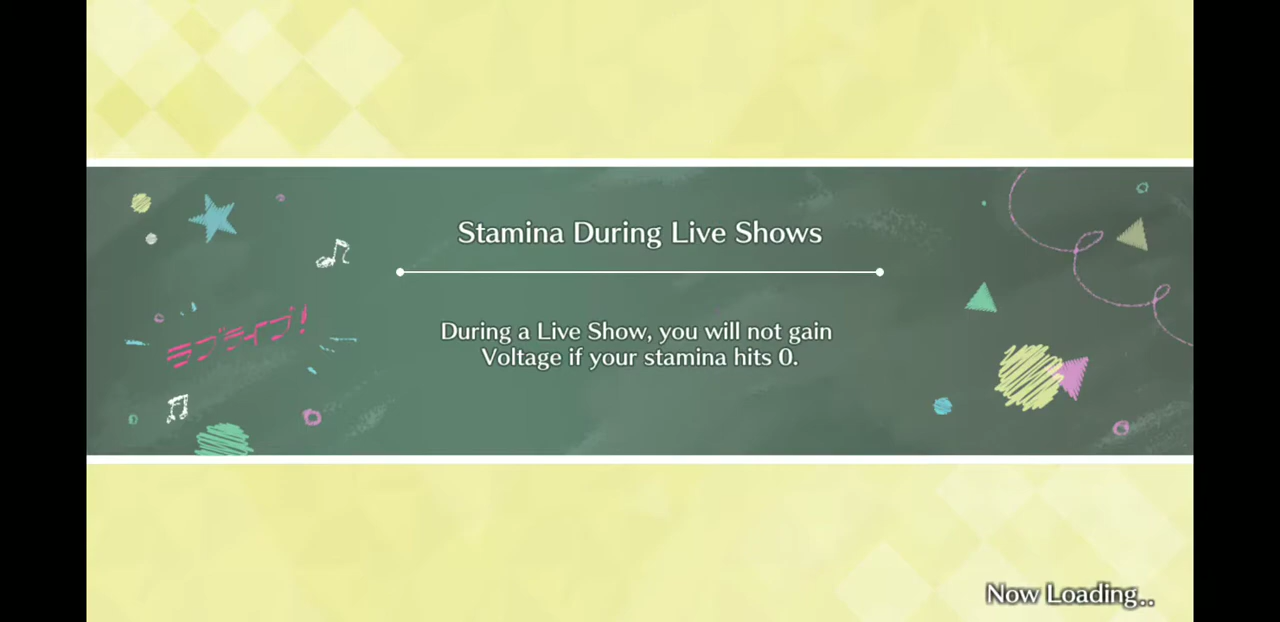 Stamina During Live Shows
During a Live Show, you will not gain
Voltage if your stamina hits 0.
ラブライブ!
Now Loading..